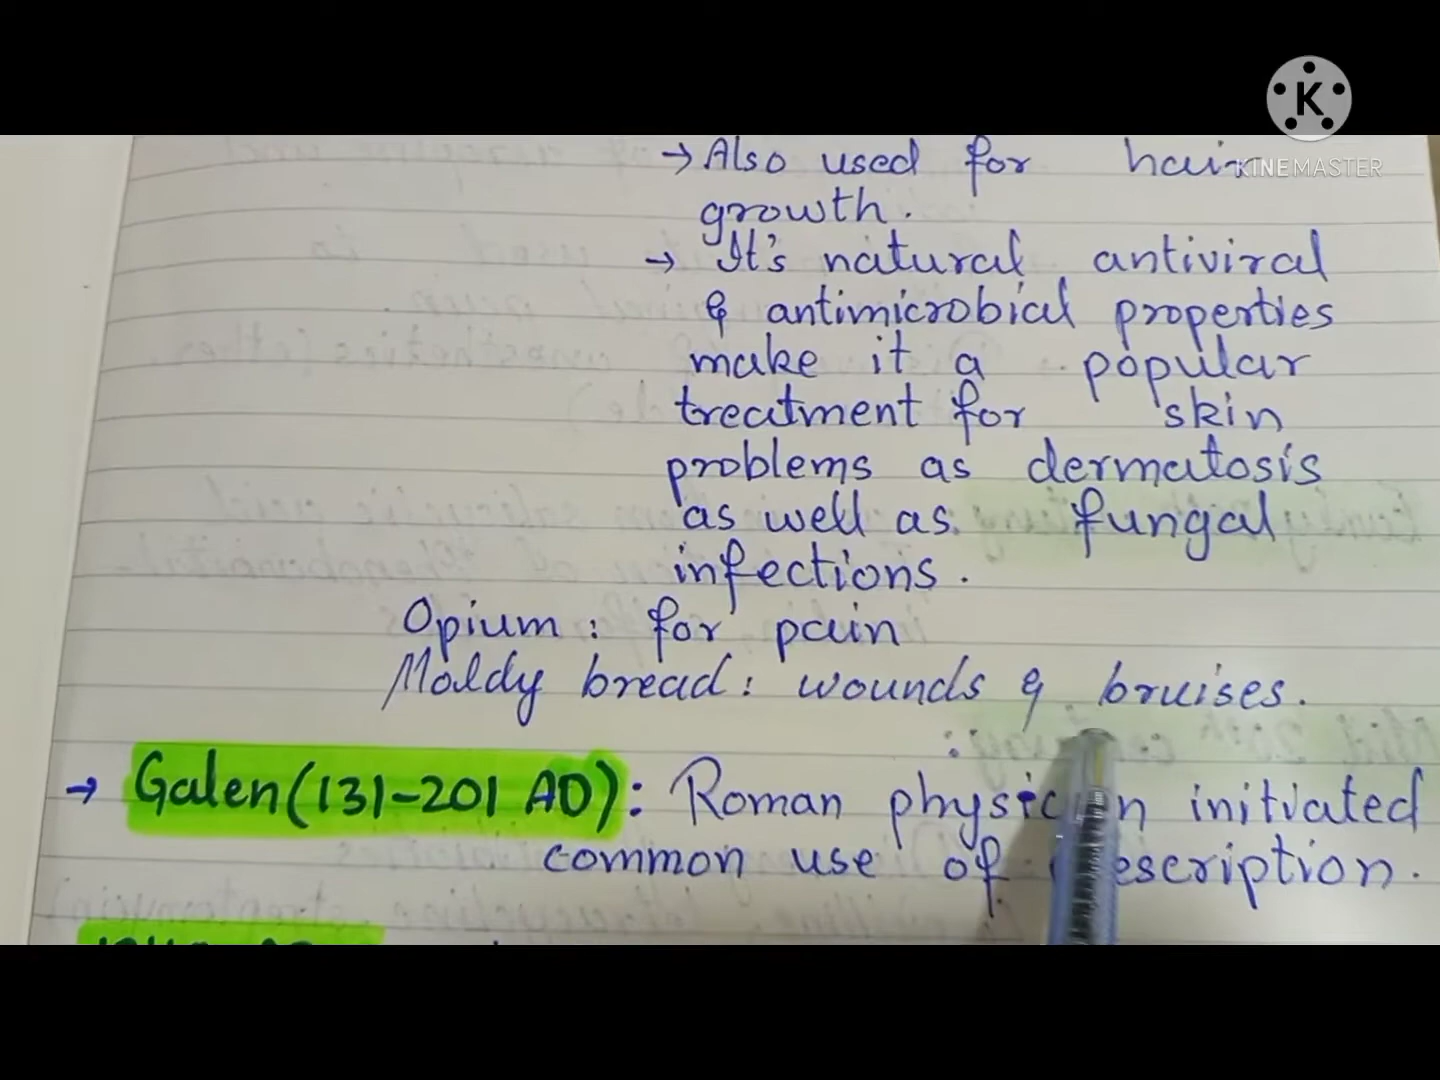 K
KINEMASTER
→ Also used for hair
growth.
→ It's natural antiviral
& antimicrobial properties
make it a popular
treatment for skin
problems as dermatosis
as well as fungal
infections.
Opium : for pain
Moldy bread : wounds & bruises.
→ Galen (131-201 AD) : Roman initiated
common use of